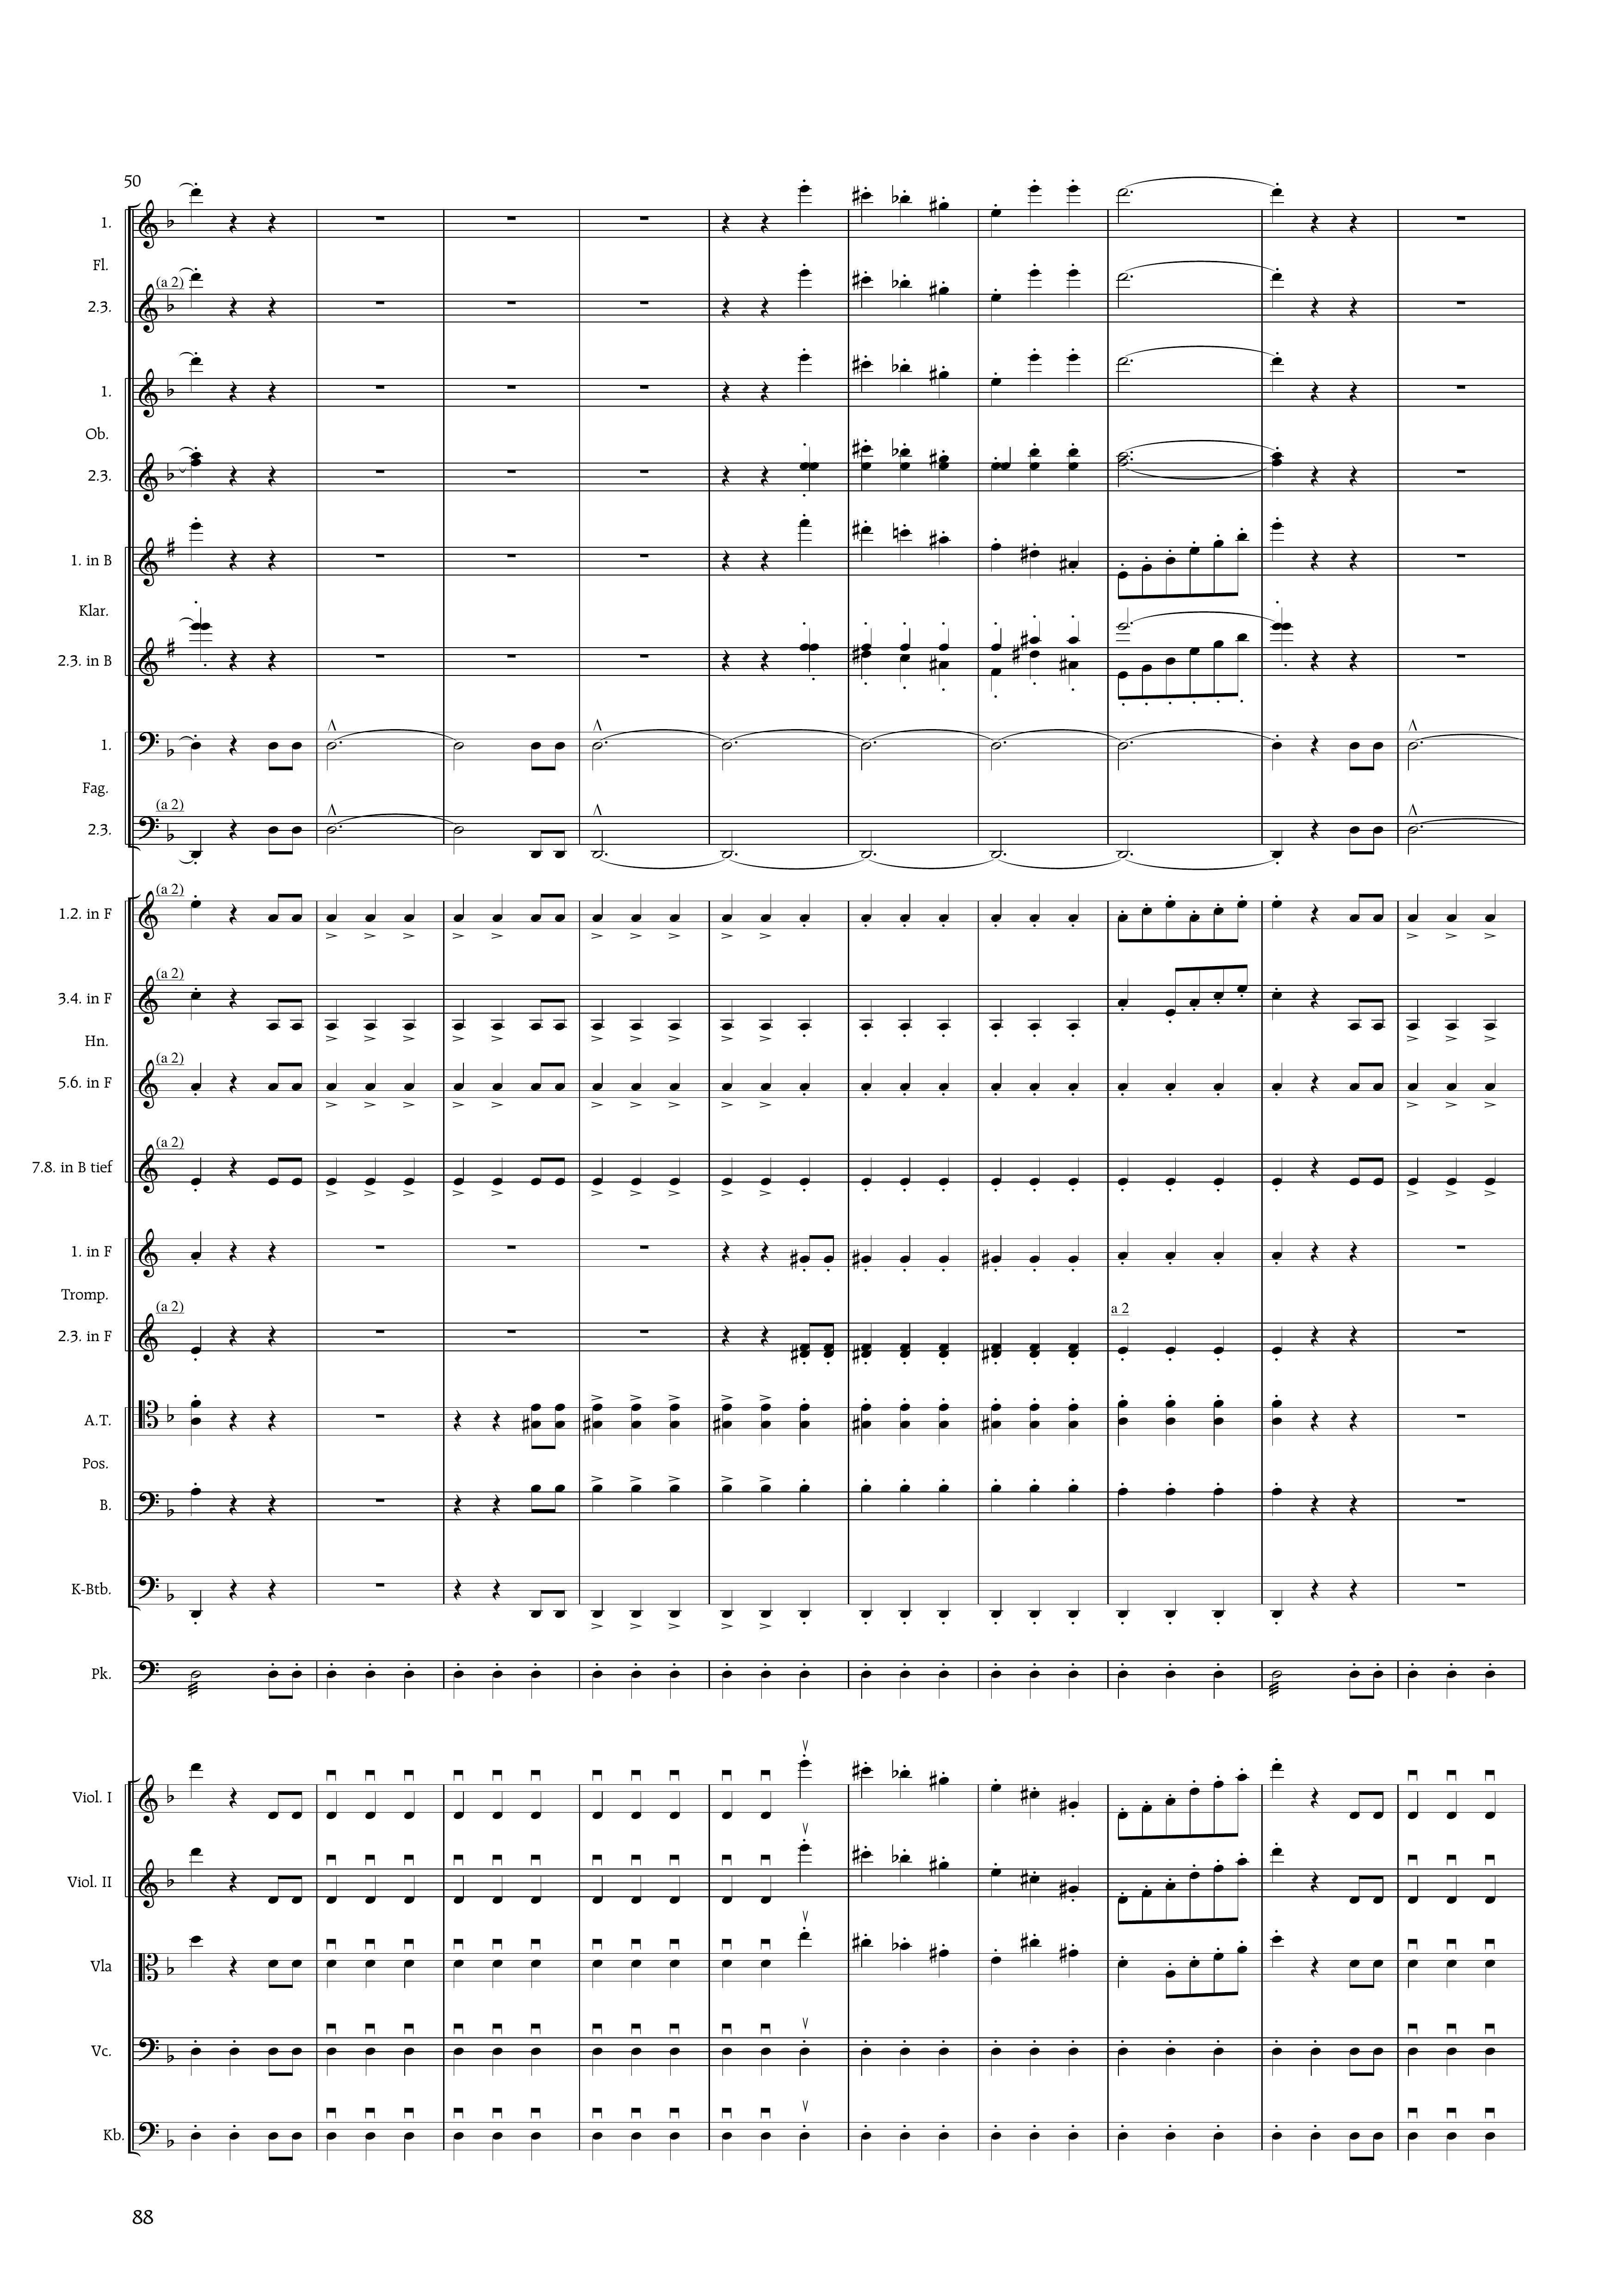 50
1.
Fl.
(a 2)
2.3.
1.
Ob.
2.3.
1. in B
Klar.
2.3. in B
1.
Fag.
(a 2)
2.3.
(a 2)
1.2. in F
(a 2)
3.4. in F
Hn.
(a 2)
5.6. in F
(a 2)
7.8. in B tief
1. in F
Tromp.
(a 2)
a 2
2.3. in F
A.T.
Pos.
B.
K-Btb.
Pk.
Viol. I
Viol. II
Vla
Vc.
Kb.
88